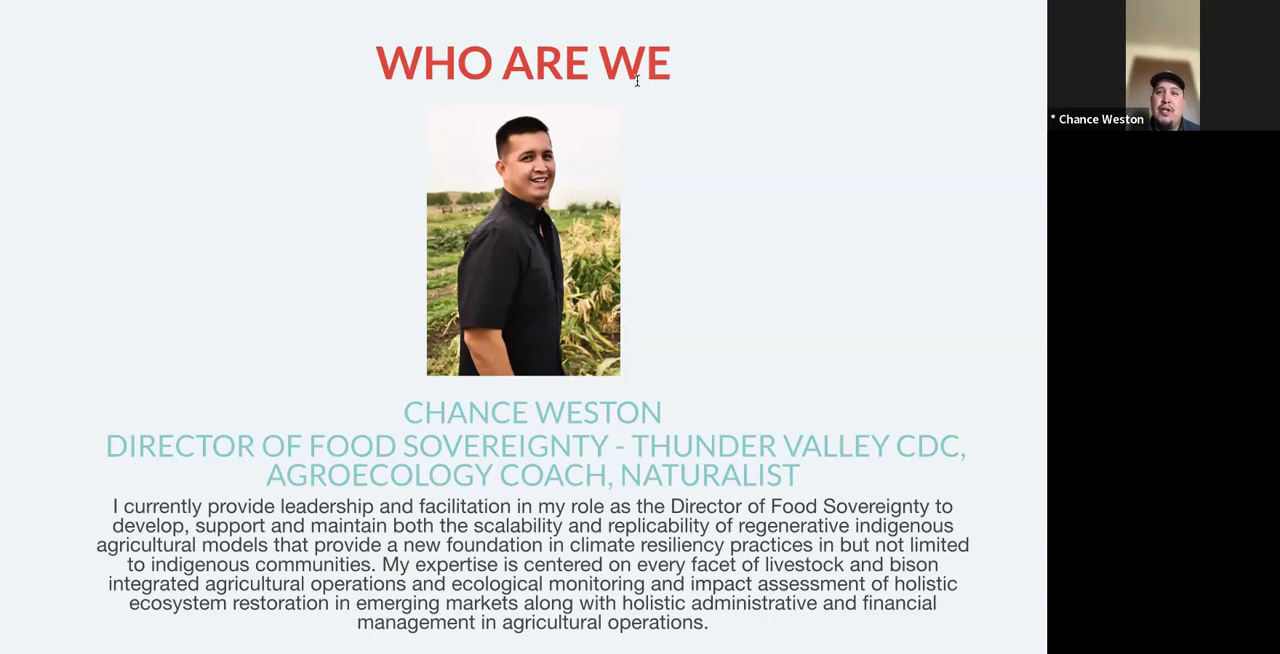 WHO ARE WE
* Chance Weston
CHANCE WESTON
DIRECTOR OF FOOD SOVEREIGNTY - THUNDER VALLEY CDC,
AGROECOLOGY COACH, NATURALIST
I currently provide leadership and facilitation in my role as the Director of Food Sovereignty to
develop, support and maintain both the scalability and replicability of regenerative indigenous
agricultural models that provide a new foundation in climate resiliency practices in but not limited
to indigenous communities. My expertise is centered on every facet of livestock and bison
integrated agricultural operations and ecological monitoring and impact assessment of holistic
ecosystem restoration in emerging markets along with holistic administrative and financial
management in agricultural operations.